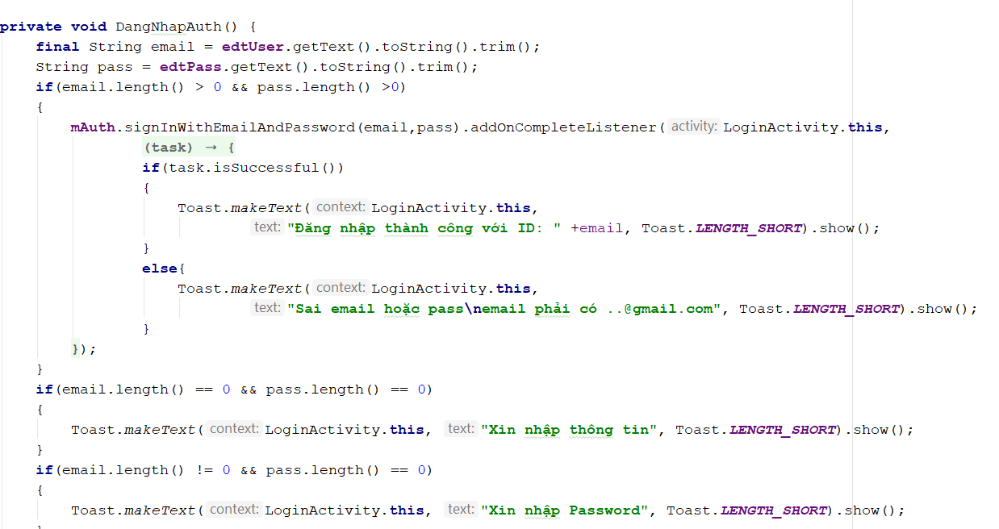 private void DangNhapAuth() {
final String email = edtUser.getText().toString().trim();
String pass = edtPass.getText().toString().trim();
if(email.length() > 0 && pass.length() >0)
{
mAuth.signInWithEmailAndPassword(email,pass).addOnCompleteListener( activity: LoginActivity.this,
(task) → {
if(task.isSuccessful())
{
Toast.makeText( context: LoginActivity.this,
text: "Đăng nhập thành công với ID: " +email, Toast.LENGTH_SHORT).show();
}
else{
Toast.makeText( context: LoginActivity.this,
text: "Sai email hoặc pass\nemail phải có ..@gmail.com", Toast.LENGTH_SHORT).show();
}
});
}
if(email.length() == 0 && pass.length() == 0)
{
Toast.makeText( context: LoginActivity.this, text: "Xin nhập thông tin", Toast.LENGTH_SHORT).show();
}
if(email.length() != 0 && pass.length() == 0)
{
Toast.makeText( context: LoginActivity.this, text: "Xin nhập Password", Toast.LENGTH_SHORT).show();
}